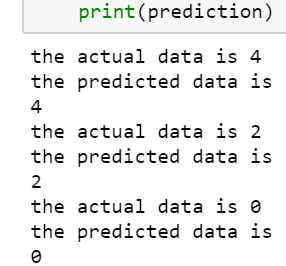 print(prediction)
the actual data is 4
the predicted data is
4
the actual data is 2
the predicted data is
2
the actual data is 0
the predicted data is
0